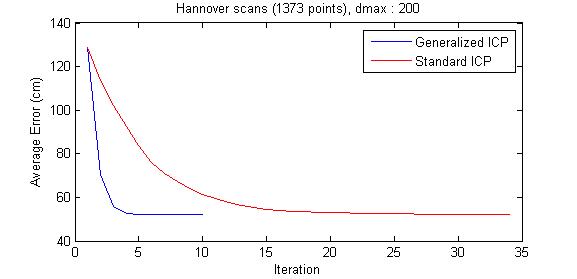 Hannover scans (1373 points), dmax : 200
Generalized ICP
Standard ICP
Average Error (cm)
140
120
100
80
60
40
0
5
10
15
20
25
30
35
Iteration